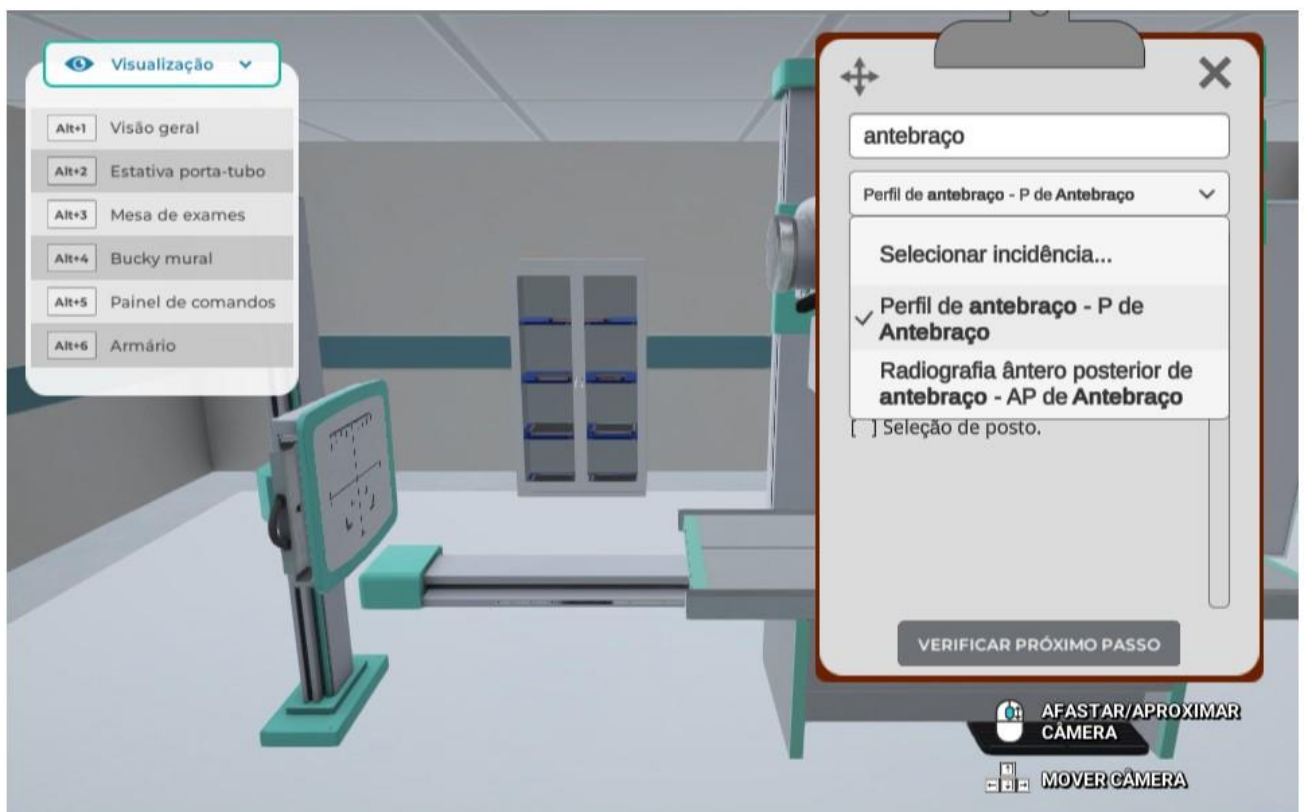 Visualização
Alt+1 Visão geral
Alt+2 Estativa porta-tubo
Alt+3 Mesa de exames
Alt+4 Bucky mural
Alt+5 Painel de comandos
Alt+6 Armário
antebraço
Perfil de antebraço - P de Antebraço
Selecionar incidência...
Perfil de antebraço - P de
Antebraço
Radiografia ântero posterior de
antebraço - AP de Antebraço
[ ] Seleção de posto.
VERIFICAR PRÓXIMO PASSO
AFASTAR/APROXIMAR
CÂMERA
MOVER CÂMERA